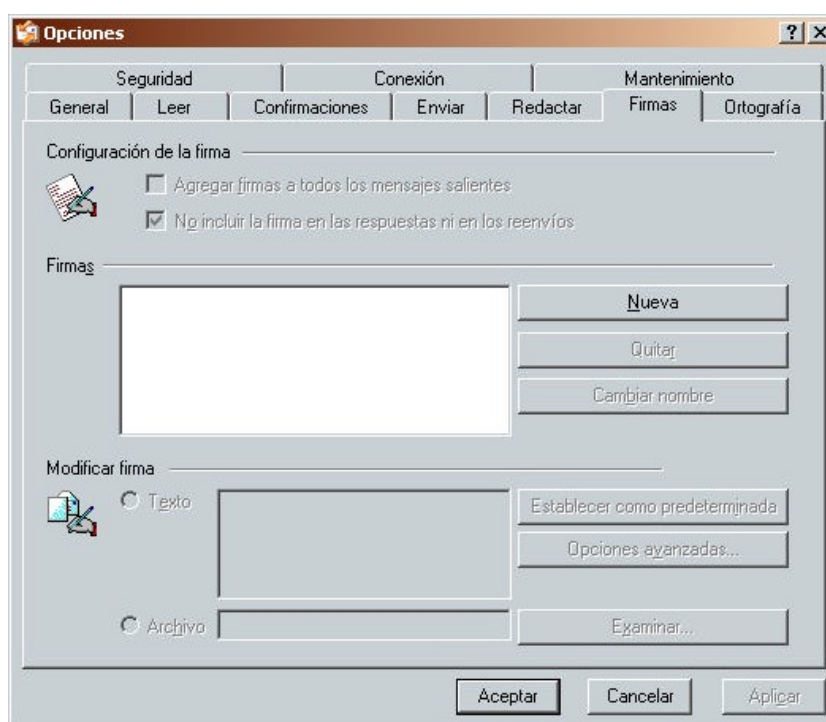 Opciones
Seguridad Conexión Mantenimiento
General Leer Confirmaciones Enviar Redactar Firmas Ortografía
Configuración de la firma
Agregar firmas a todos los mensajes salientes
No incluir la firma en las respuestas ni en los reenvíos
Firmas
Nueva
Quitar
Cambiar nombre
Modificar firma
Texto
Establecer como predeterminada
Opciones avanzadas...
Archivo
Examinar...
Aceptar Cancelar Aplicar